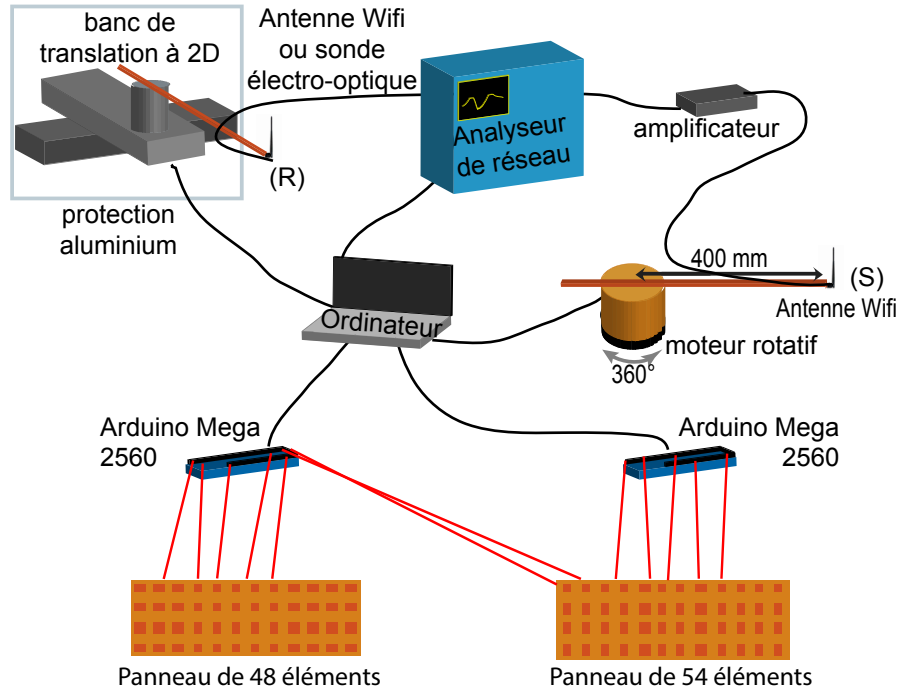 banc de
translation à 2D
Antenne Wifi
ou sonde
électro-optique
Analyseur
de réseau
amplificateur
(R)
protection
aluminium
400 mm
(S)
Antenne Wifi
Ordinateur
moteur rotatif
360°
Arduino Mega
2560
Arduino Mega
2560
Panneau de 48 éléments
Panneau de 54 éléments